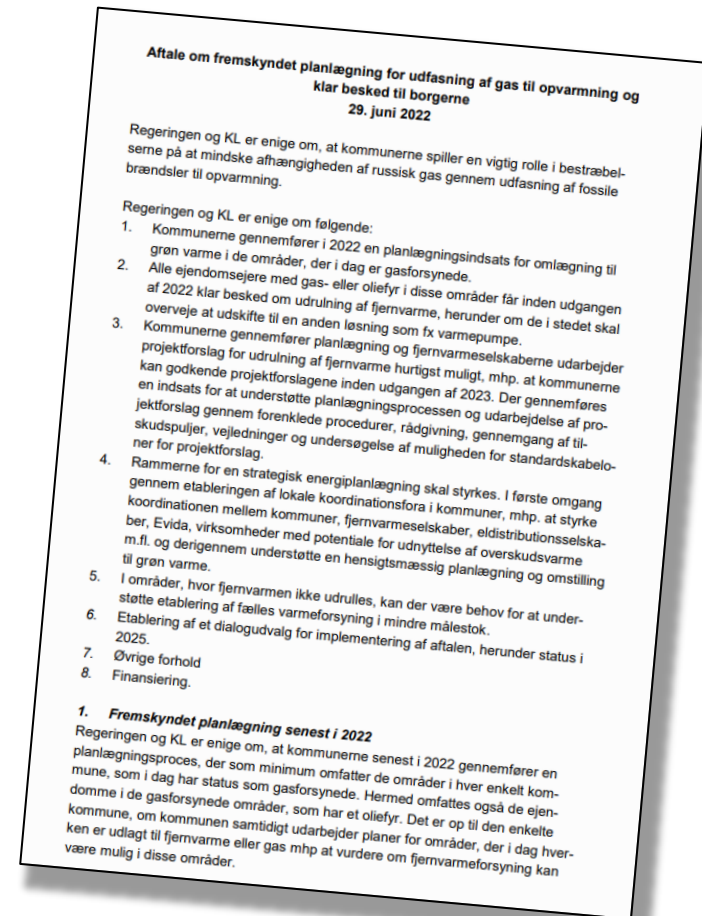 Aftale om fremskyndet planlægning for udfasning af gas til opvarmning og
klar besked til borgerne
29. juni 2022
Regeringen og KL er enige om, at kommunerne spiller en vigtig rolle i bestræbel-
serne på at mindske afhængigheden af russisk gas gennem udfasning af fossile
brændsler til opvarmning.
Regeringen og KL er enige om følgende:
1. Kommunerne gennemfører i 2022 en planlægningsindsats for omlægning til
grøn varme i de områder, der i dag er gasforsynede.
2. Alle ejendomsejere med gas- eller oliefyr i disse områder får inden udgangen
af 2022 klar besked om udrulning af fjernvarme, herunder om de i stedet skal
overveje at udskifte til en anden løsning som fx varmepumpe.
3. Kommunerne gennemfører planlægning og fjernvarmeselskaberne udarbejder
projektforslag for udrulning af fjernvarme hurtigst muligt, mhp. at kommunerne
kan godkende projektforslagene inden udgangen af 2023. Der gennemføres
en indsats for at understøtte planlægningsprocessen og udarbejdelse af pro-
jektforslag gennem forenklede procedurer, rådgivning, gennemgang af til-
skudspuljer, vejledninger og undersøgelse af muligheden for standardskabelo-
ner for projektforslag.
4. Rammerne for en strategisk energiplanlægning skal styrkes. I første omgang
gennem etableringen af lokale koordinationsfora i kommuner, mhp. at styrke
koordinationen mellem kommuner, fjernvarmeselskaber, eldistributionsselska-
ber, Evida, virksomheder med potentiale for udnyttelse af overskudsvarme
m.fl. og derigennem understøtte en hensigtsmæssig planlægning og omstilling
til grøn varme.
5. I områder, hvor fjernvarmen ikke udrulles, kan der være behov for at under-
støtte etablering af fælles varmeforsyning i mindre målestok.
6. Etablering af et dialogudvalg for implementering af aftalen, herunder status i
2025.
7. Øvrige forhold
8. Finansiering.
1. Fremskyndet planlægning senest i 2022
Regeringen og KL er enige om, at kommunerne senest i 2022 gennemfører en
planlægningsproces, der som minimum omfatter de områder i hver enkelt kom-
mune, som i dag har status som gasforsynede. Hermed omfattes også de ejen-
domme i de gasforsynede områder, som har et oliefyr. Det er op til den enkelte
kommune, om kommunen samtidigt udarbejder planer for områder, der i dag hver-
ken er udlagt til fjernvarme eller gas mhp at vurdere om fjernvarmeforsyning kan
være mulig i disse områder.